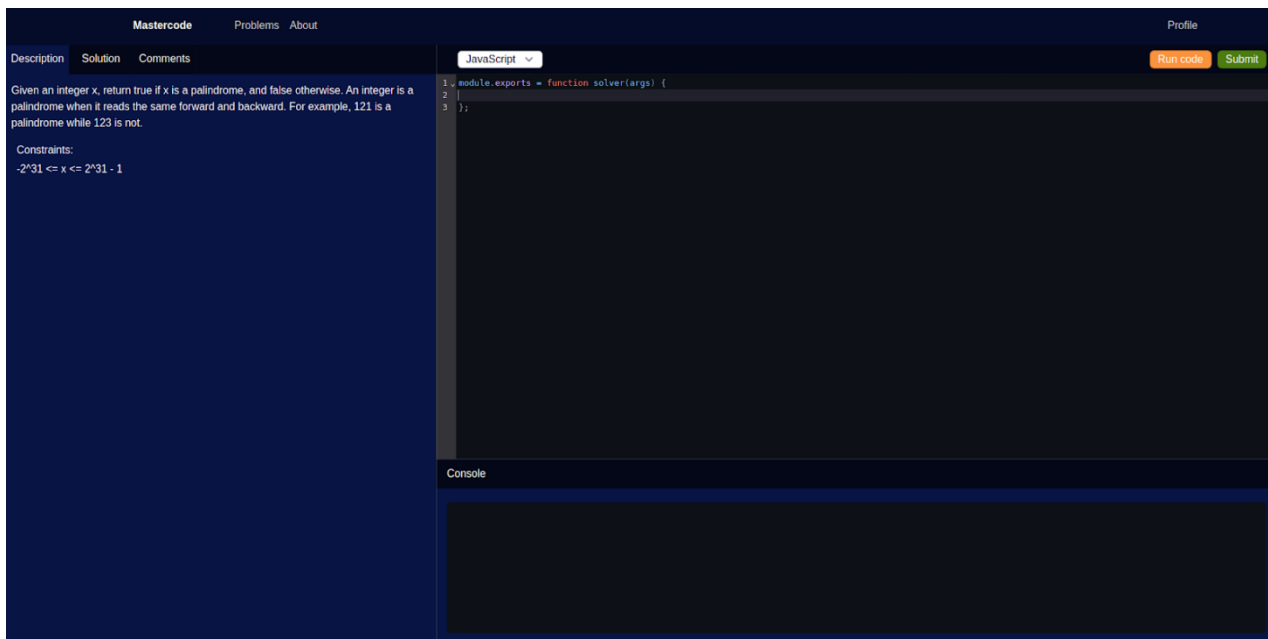 Mastercode Problems About Profile
Description Solution Comments
Given an integer x, return true if x is a palindrome, and false otherwise. An integer is a
palindrome when it reads the same forward and backward. For example, 121 is a
palindrome while 123 is not.
Constraints:
-2^31 <= x <= 2^31 - 1
JavaScript Run code Submit
1 module.exports = function solver(args) {
2
3 };
Console